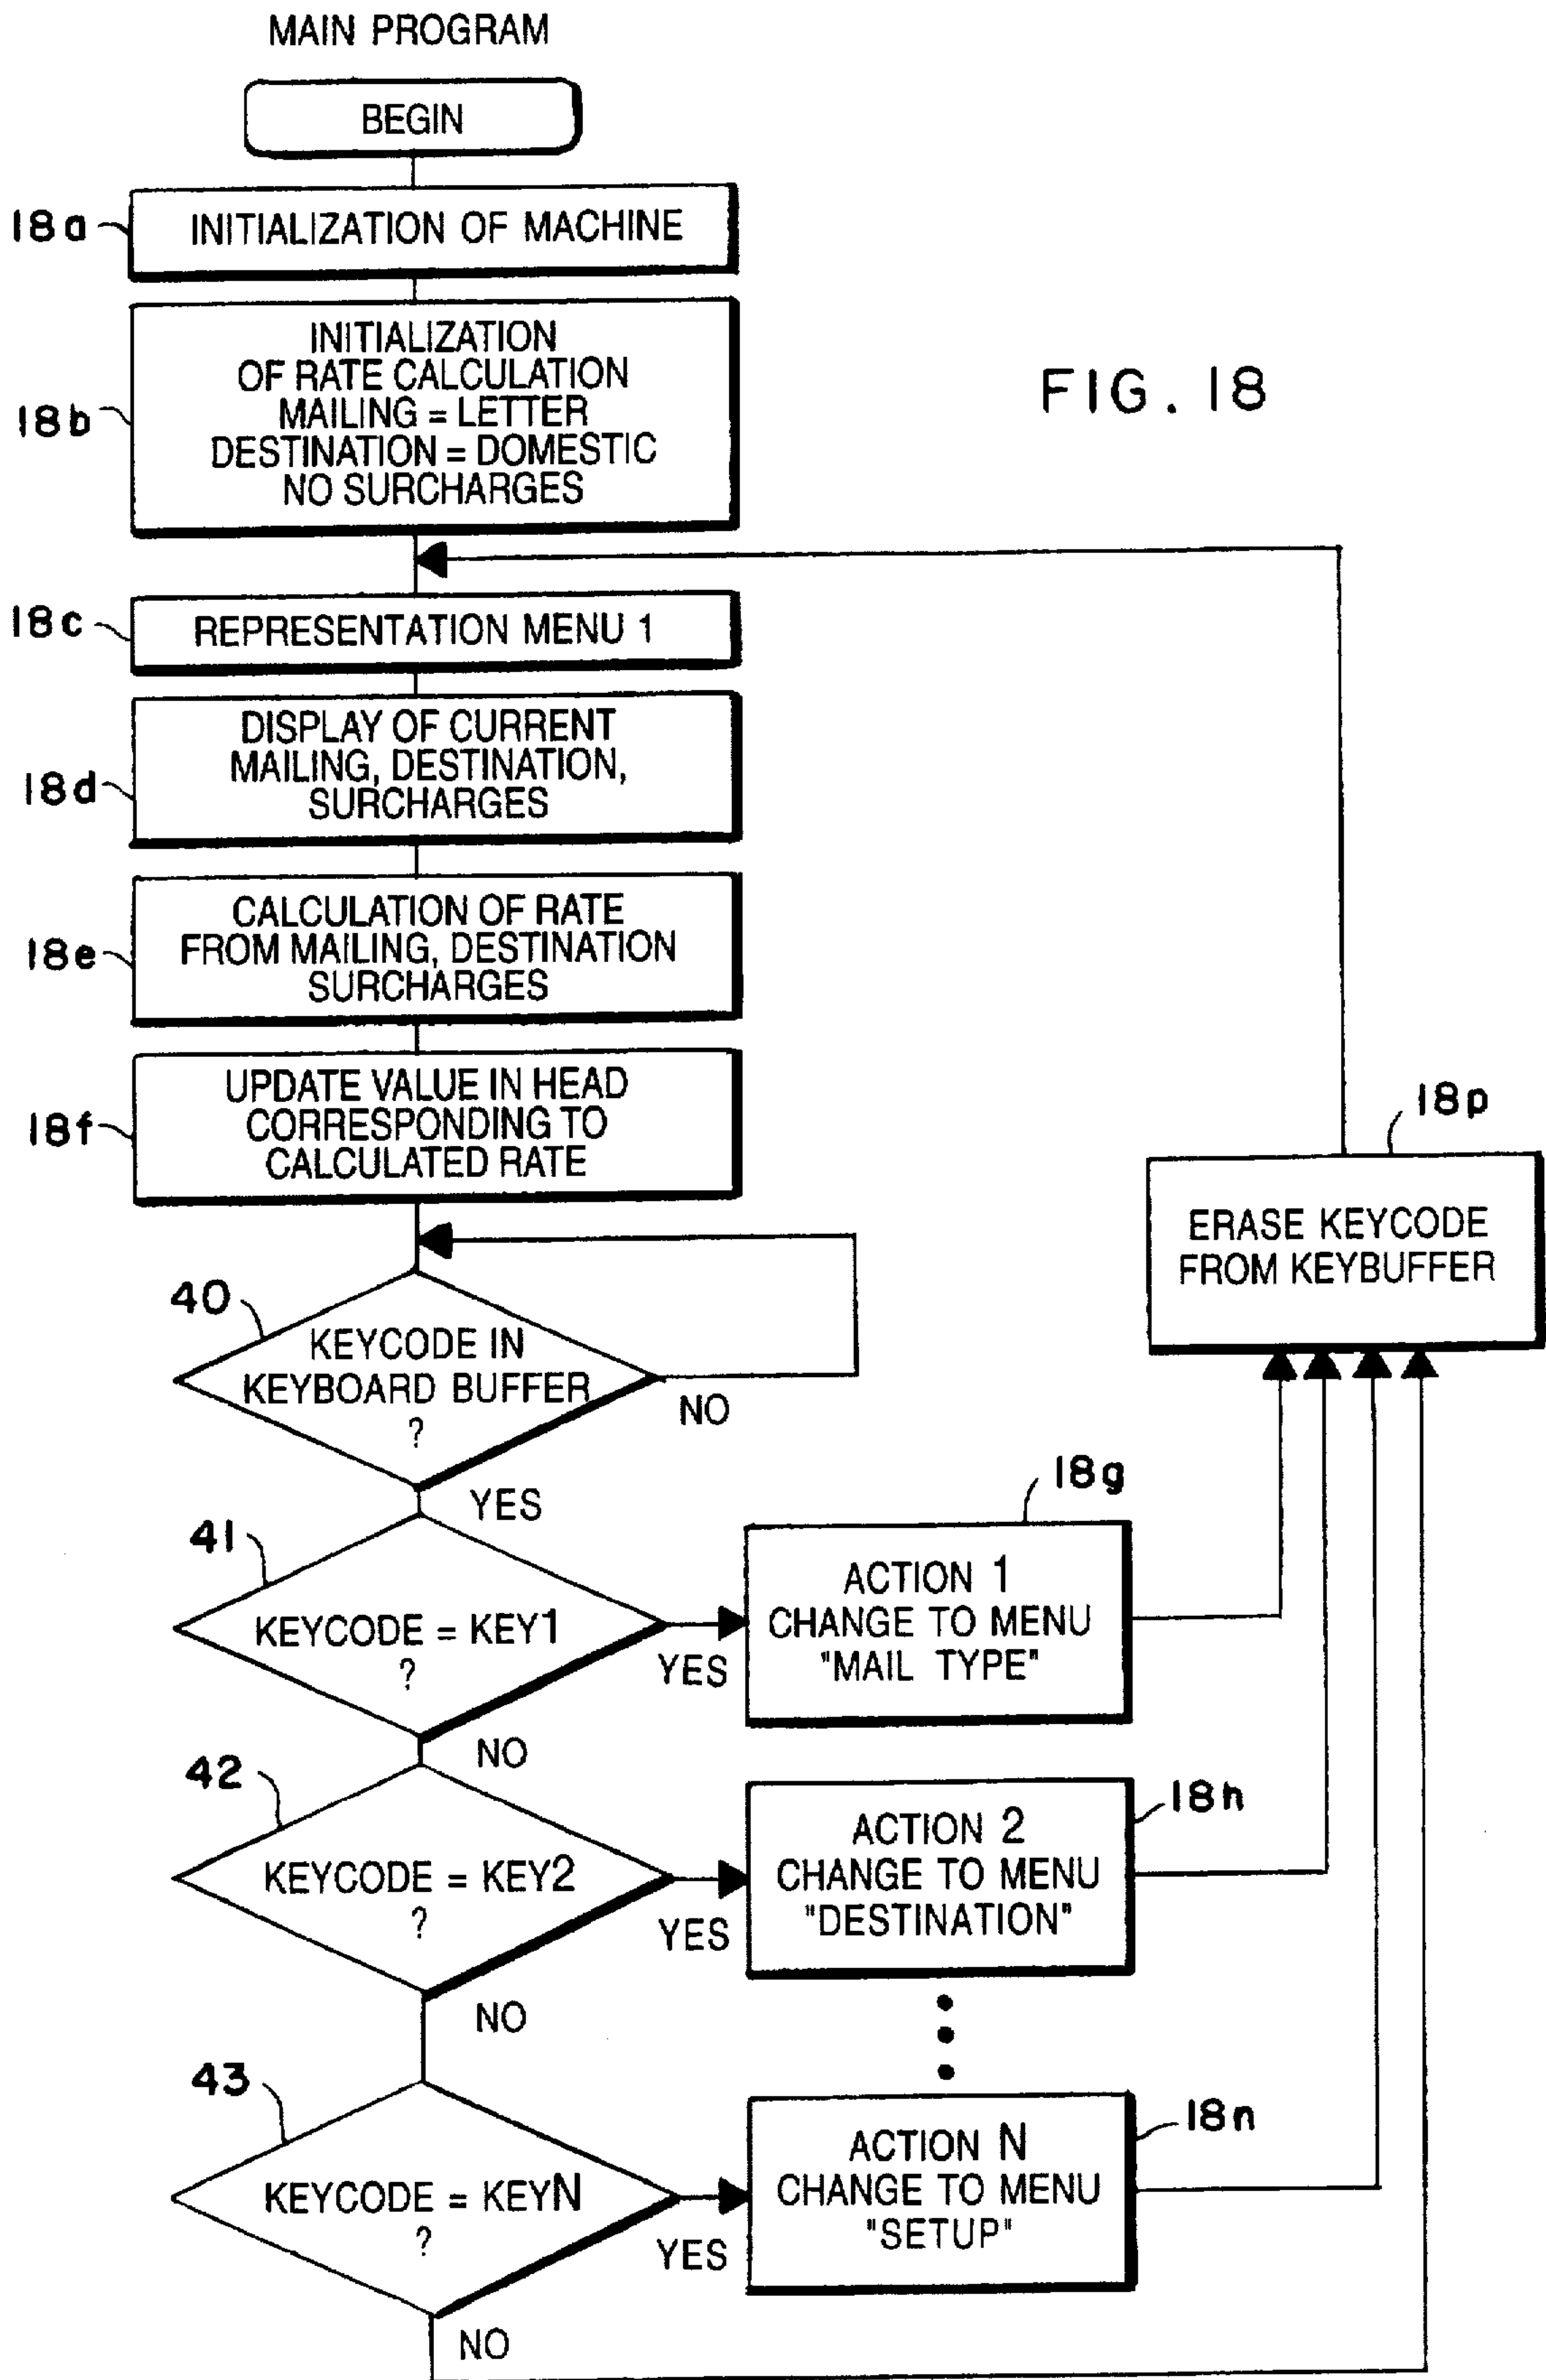 MAIN PROGRAM
BEGIN
18a
INITIALIZATION OF MACHINE
18b
INITIALIZATION
OF RATE CALCULATION
MAILING = LETTER
DESTINATION = DOMESTIC
NO SURCHARGES
FIG. 18
18c
REPRESENTATION MENU 1
18d
DISPLAY OF CURRENT
MAILING, DESTINATION,
SURCHARGES
18e
CALCULATION OF RATE
FROM MAILING, DESTINATION
SURCHARGES
18f
UPDATE VALUE IN HEAD
CORRESPONDING TO
CALCULATED RATE
18p
ERASE KEYCODE
FROM KEYBUFFER
40
KEYCODE IN
KEYBOARD BUFFER
?
NO
YES
41
KEYCODE = KEY1
?
YES
NO
18g
ACTION 1
CHANGE TO MENU
"MAIL TYPE"
42
KEYCODE = KEY2
?
YES
NO
18h
ACTION 2
CHANGE TO MENU
"DESTINATION"
43
KEYCODE = KEYN
?
YES
NO
18n
ACTION N
CHANGE TO MENU
"SETUP"